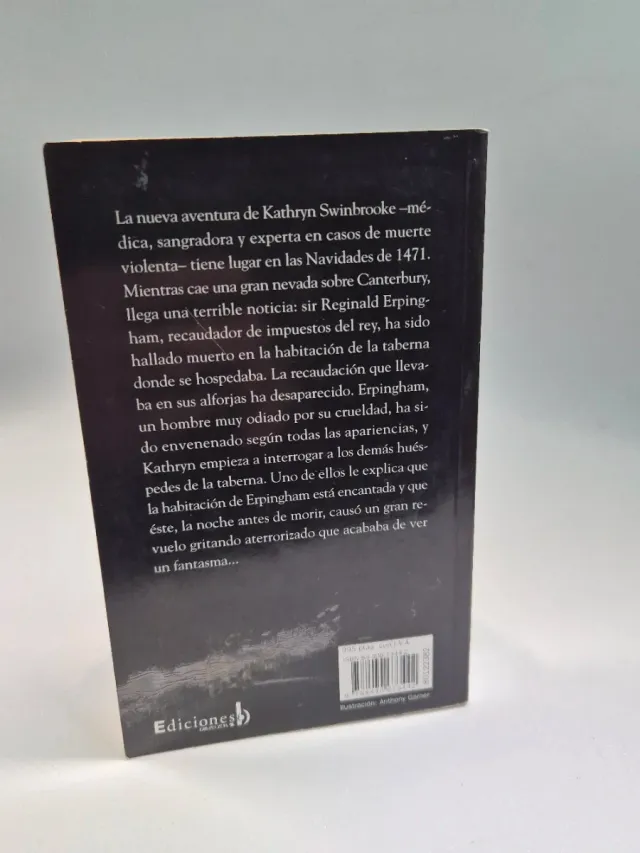 La nueva aventura de Kathryn Swinbrooke –mé-
dica, sangradora y experta en casos de muerte
violenta– tiene lugar en las Navidades de 1471.
Mientras cae una gran nevada sobre Canterbury,
llega una terrible noticia: sir Reginald Erping-
ham, recaudador de impuestos del rey, ha sido
hallado muerto en la habitación de la taberna
donde se hospedaba. La recaudación que lleva-
ba en sus alforjas ha desaparecido. Erpingham,
un hombre muy odiado por su crueldad, ha si-
do envenenado según todas las apariencias, y
Kathryn empieza a interrogar a los demás hués-
pedes de la taberna. Uno de ellos le explica que
la habitación de Erpingham está encantada y que
éste, la noche antes de morir, causó un gran re-
vuelo gritando aterrorizado que acababa de ver
un fantasma...
Ediciones b
Ilustración: Anthony